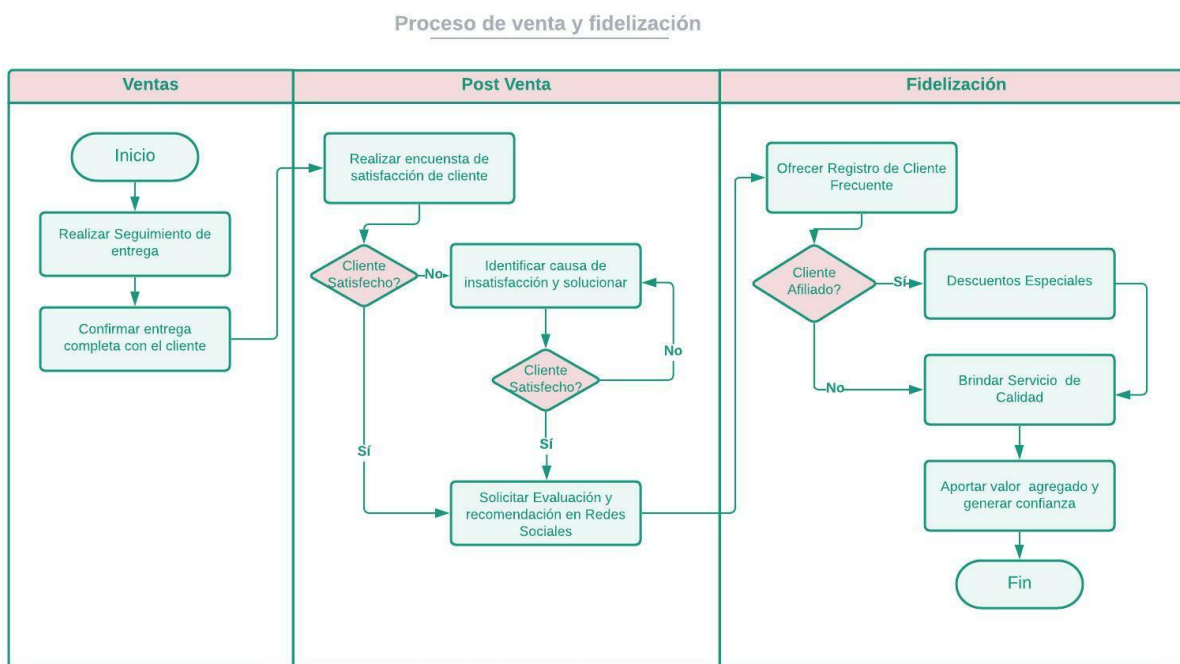 Proceso de venta y fidelización
Ventas
Post Venta
Fidelización
Inicio
Realizar Seguimiento de
entrega
Confirmar entrega
completa con el cliente
Realizar encuensta de
satisfacción de cliente
Cliente
Satisfecho?
No
Identificar causa de
insatisfacción y solucionar
No
Cliente
Satisfecho?
Sí
Sí
Solicitar Evaluación y
recomendación en Redes
Sociales
Ofrecer Registro de Cliente
Frecuente
Cliente
Afiliado?
Sí
Descuentos Especiales
No
Brindar Servicio de
Calidad
Aportar valor agregado y
generar confianza
Fin